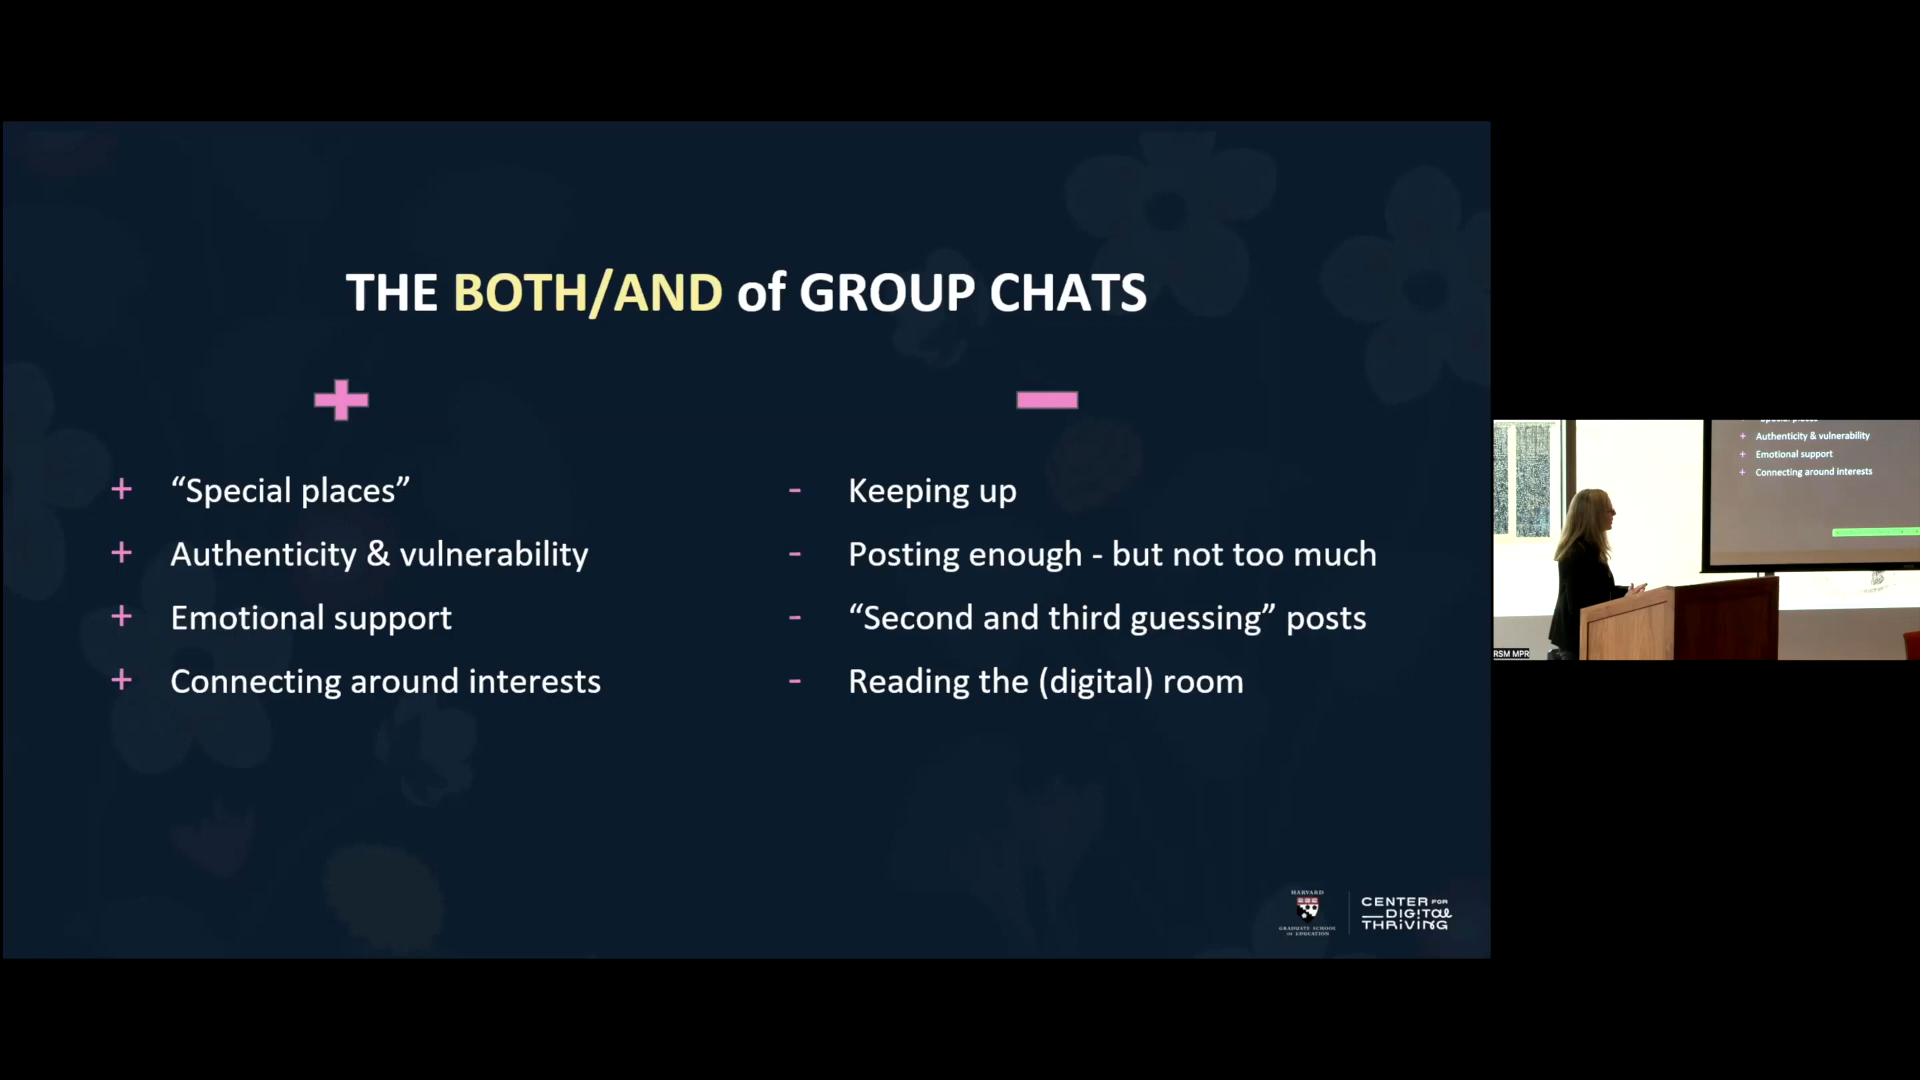 THE BOTH/AND of GROUP CHATS
+ “Special places”
+ Authenticity & vulnerability
+ Emotional support
+ Connecting around interests
- Keeping up
- Posting enough - but not too much
- “Second and third guessing” posts
- Reading the (digital) room
HARVARD
GRADUATE SCHOOL
OF EDUCATION
CENTER FOR
DIGITAL
THRIVING
+ Authenticity & vulnerability
+ Emotional support
+ Connecting around interests
RSM MPR